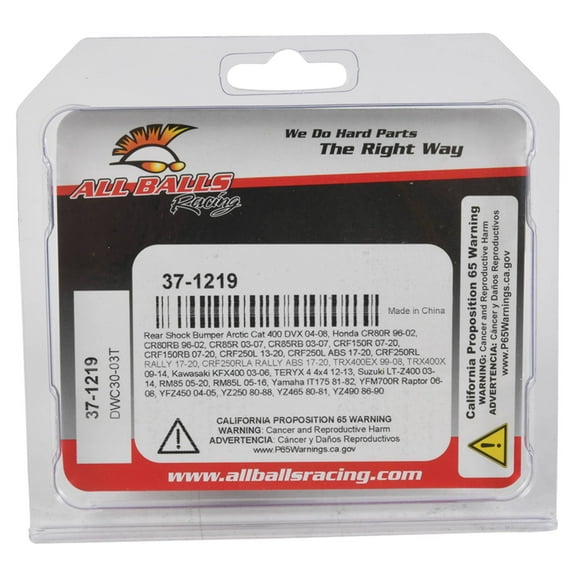 We Do Hard Parts
The Right Way
ALL BALLS
Racing
37-1219
Made in China
Rear Shock Bumper Arctic Cat 400 DVX 04-08, Honda CR80R 96-02,
CR80RB 96-02, CR85R 03-07, CR85RB 03-07, CRF150R 07-20,
CRF150RB 07-20, CRF250L 13-20, CRF250L ABS 17-20, CRF250RL
RALLY 17-20, CRF250RLA RALLY ABS 17-20, TRX400EX 99-08, TRX400X
09-14, Kawasaki KFX400 03-06, TERYX 4 4x4 12-13, Suzuki LT-Z400 03-
14, RM85 05-20, RM85L 05-16, Yamaha IT175 81-82, YFM700R Raptor 06-
08, YFZ450 04-05, YZ250 80-88, YZ465 80-81, YZ490 86-90
CALIFORNIA PROPOSITION 65 WARNING
WARNING: Cancer and Reproductive Harm
ADVERTENCIA: Cáncer y Daños Reproductivos
www.P65Warnings.ca.gov
www.allballsracing.com
37-1219
DWC30-03T
California Proposition 65 Warning
WARNING: Cancer and Reproductive Harm
ADVERTENCIA: Cáncer y Daños Reproductivos
www.P65Warnings.ca.gov